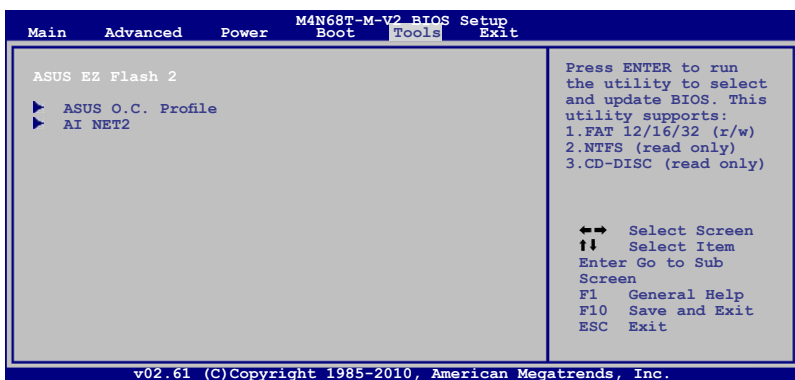 M4N68T-M-V2 BIOS Setup
Main Advanced Power Boot Tools Exit
ASUS EZ Flash 2
ASUS O.C. Profile
AI NET2
Press ENTER to run
the utility to select
and update BIOS. This
utility supports:
1.FAT 12/16/32 (r/w)
2.NTFS (read only)
3.CD-DISC (read only)
←→ Select Screen
↑↓ Select Item
Enter Go to Sub
Screen
F1 General Help
F10 Save and Exit
ESC Exit
v02.61 (C)Copyright 1985-2010, American Megatrends, Inc.